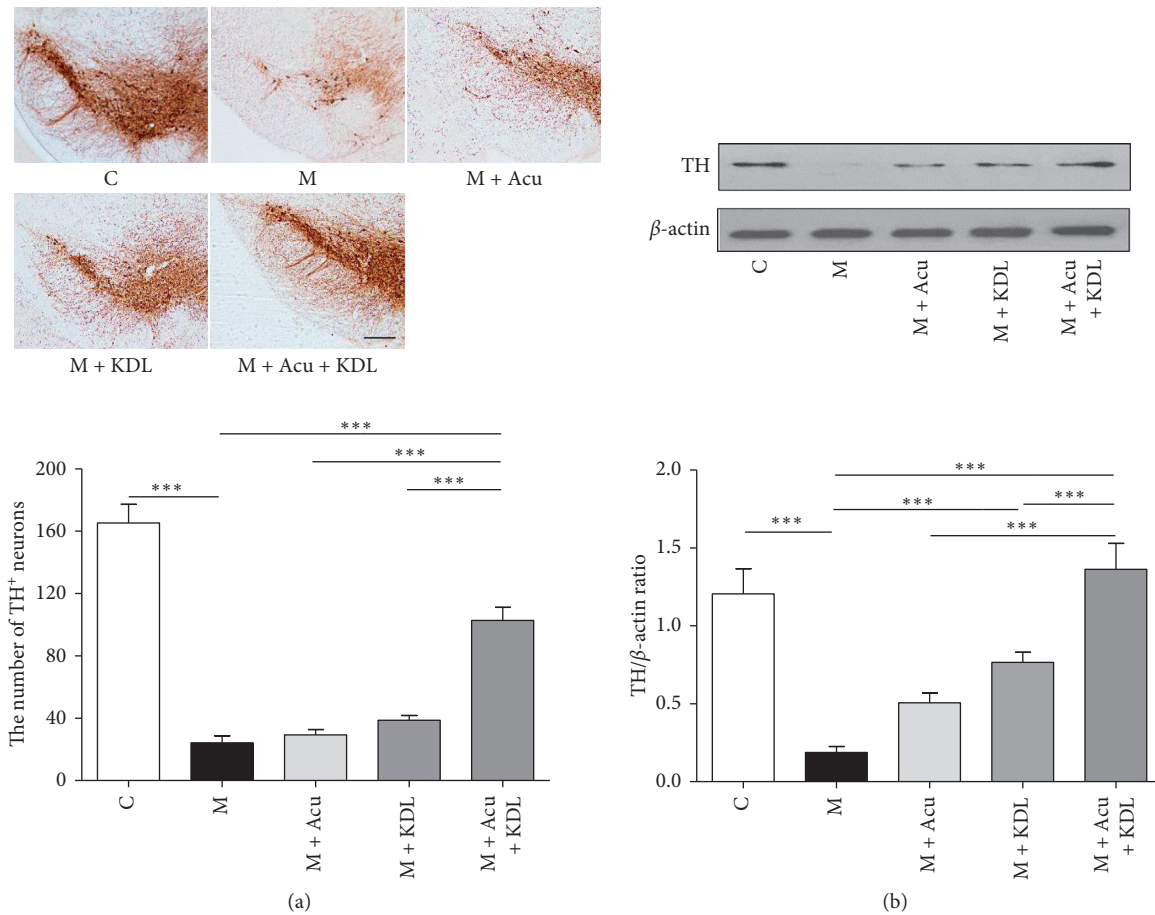 C
M
M + Acu
M + KDL
M + Acu + KDL
***
***
***
***
The number of TH⁺ neurons
200
160
120
80
40
0
C
M
M + Acu
M + KDL
M + Acu
+ KDL
(a)
TH
β-actin
C
M
M + Acu
M + KDL
M + Acu
+ KDL
***
***
***
***
***
TH/β-actin ratio
2.0
1.5
1.0
0.5
0.0
C
M
M + Acu
M + KDL
M + Acu
+ KDL
(b)